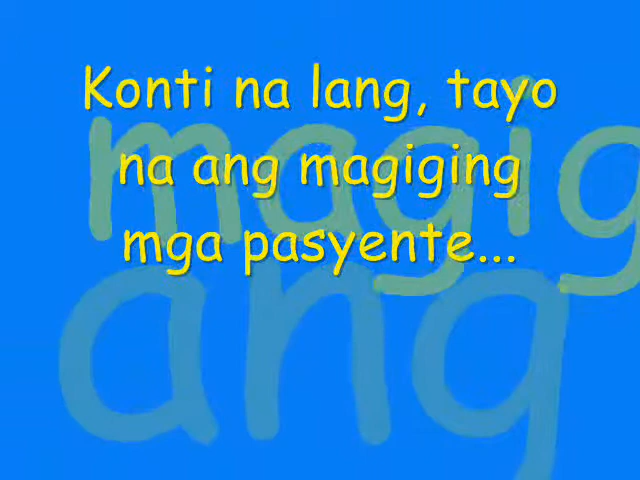 Konti na lang, tayo
na ang magiging
mga pasyente...
magig
ang